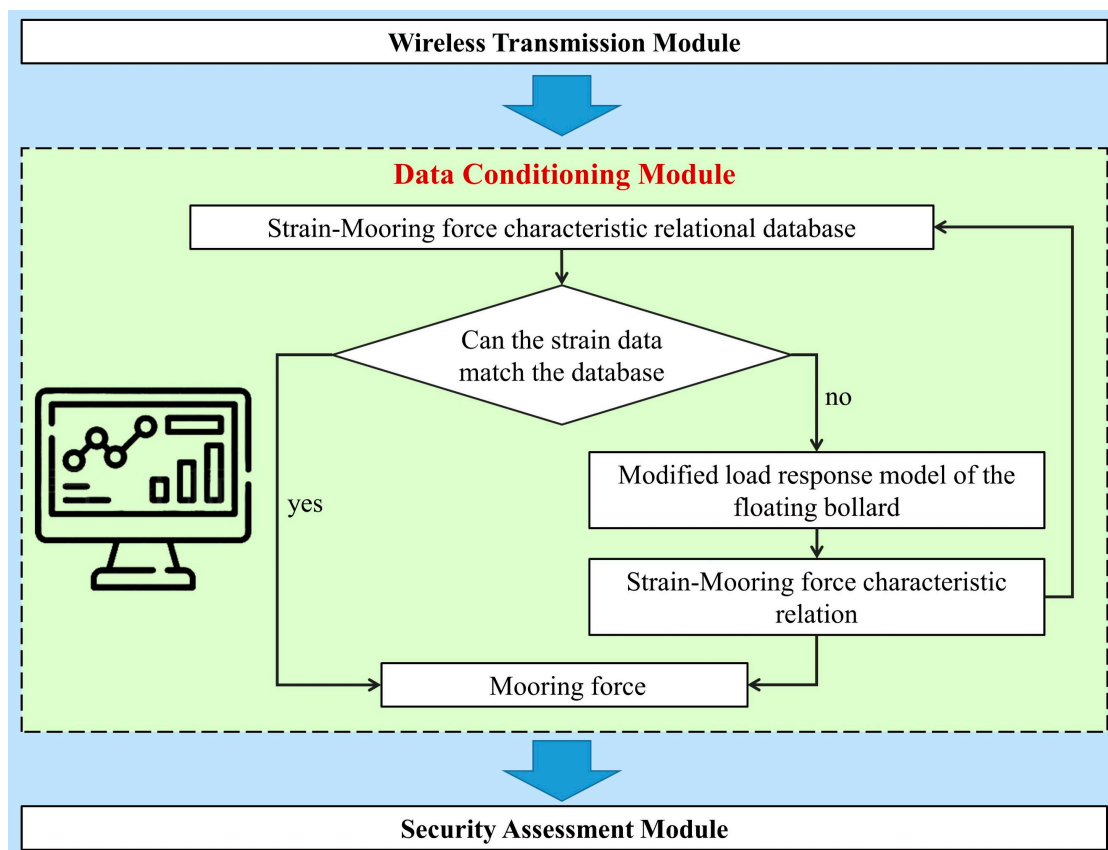 Wireless Transmission Module
Data Conditioning Module
Strain-Mooring force characteristic relational database
Can the strain data
match the database
no
yes
Modified load response model of the
floating bollard
Strain-Mooring force characteristic
relation
Mooring force
Security Assessment Module